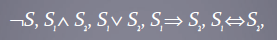 ¬S, S₁∧ S₂, S₁∨ S₂, S₁⇒ S₂, S₁⇔S₂,